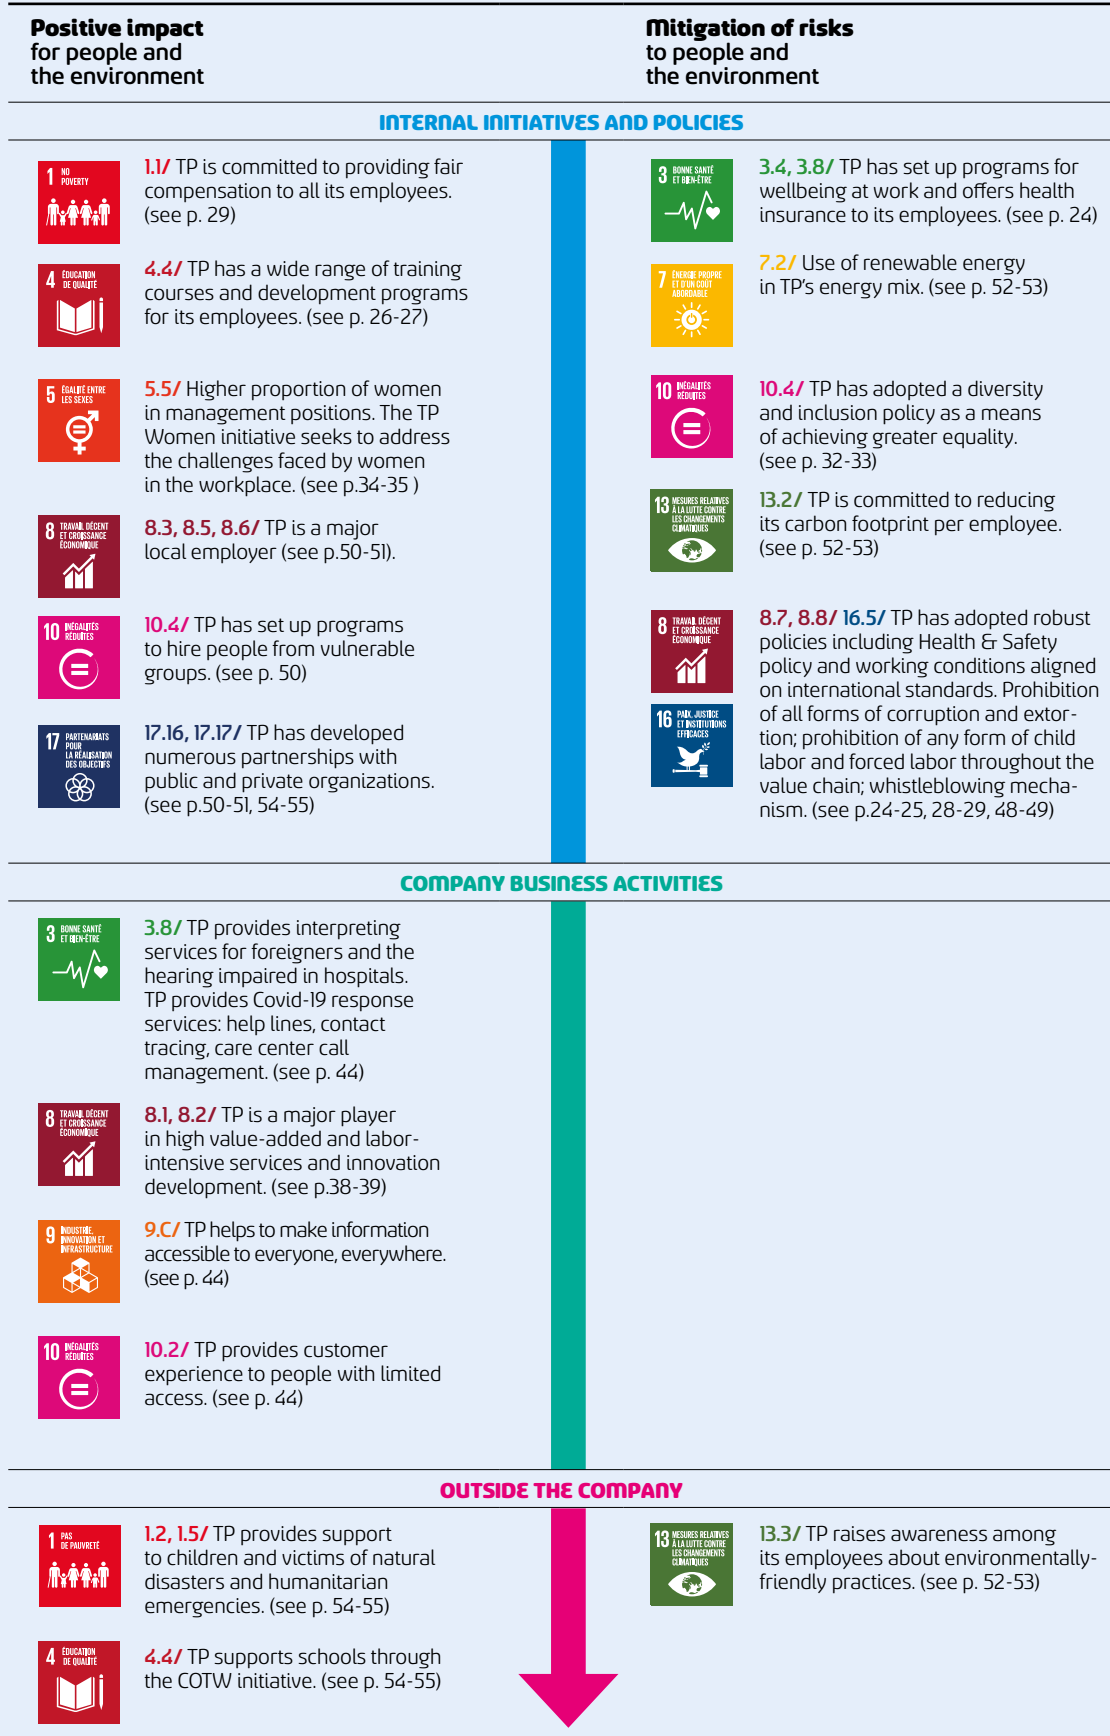 Positive impact
for people and
the environment
Mitigation of risks
to people and
the environment
INTERNAL INITIATIVES AND POLICIES
1 NO
POVERTY
1.1/ TP is committed to providing fair
compensation to all its employees.
(see p. 29)
4 ÉDUCATION
DE QUALITÉ
4.4/ TP has a wide range of training
courses and development programs
for its employees. (see p. 26-27)
5 ÉGALITÉ ENTRE
LES SEXES
5.5/ Higher proportion of women
in management positions. The TP
Women initiative seeks to address
the challenges faced by women
in the workplace. (see p.34-35 )
8 TRAVAIL DÉCENT
ET CROISSANCE
ÉCONOMIQUE
8.3, 8.5, 8.6/ TP is a major
local employer (see p.50-51).
10 INÉGALITÉS
RÉDUITES
10.4/ TP has set up programs
to hire people from vulnerable
groups. (see p. 50)
17 PARTENARIATS
POUR
LA RÉALISATION
DES OBJECTIFS
17.16, 17.17/ TP has developed
numerous partnerships with
public and private organizations.
(see p.50-51, 54-55)
3 BONNE SANTÉ
ET BIEN-ÊTRE
3.4, 3.8/ TP has set up programs for
wellbeing at work and offers health
insurance to its employees. (see p. 24)
7 ÉNERGIE PROPRE
ET D'UN COÛT
ABORDABLE
7.2/ Use of renewable energy
in TP's energy mix. (see p. 52-53)
10 INÉGALITÉS
RÉDUITES
10.4/ TP has adopted a diversity
and inclusion policy as a means
of achieving greater equality.
(see p. 32-33)
13 MESURES RELATIVES
À LA LUTTE CONTRE
LES CHANGEMENTS
CLIMATIQUES
13.2/ TP is committed to reducing
its carbon footprint per employee.
(see p. 52-53)
8 TRAVAIL DÉCENT
ET CROISSANCE
ÉCONOMIQUE
16 PAIX, JUSTICE
ET INSTITUTIONS
EFFICACES
8.7, 8.8/ 16.5/ TP has adopted robust
policies including Health & Safety
policy and working conditions aligned
on international standards. Prohibition
of all forms of corruption and extor-
tion; prohibition of any form of child
labor and forced labor throughout the
value chain; whistleblowing mecha-
nism. (see p.24-25, 28-29, 48-49)
COMPANY BUSINESS ACTIVITIES
3 BONNE SANTÉ
ET BIEN-ÊTRE
3.8/ TP provides interpreting
services for foreigners and the
hearing impaired in hospitals.
TP provides Covid-19 response
services: help lines, contact
tracing, care center call
management. (see p. 44)
8 TRAVAIL DÉCENT
ET CROISSANCE
ÉCONOMIQUE
8.1, 8.2/ TP is a major player
in high value-added and labor-
intensive services and innovation
development. (see p.38-39)
9 INDUSTRIE,
INNOVATION ET
INFRASTRUCTURE
9.C/ TP helps to make information
accessible to everyone, everywhere.
(see p. 44)
10 INÉGALITÉS
RÉDUITES
10.2/ TP provides customer
experience to people with limited
access. (see p. 44)
OUTSIDE THE COMPANY
1 PAS
DE PAUVRETÉ
1.2, 1.5/ TP provides support
to children and victims of natural
disasters and humanitarian
emergencies. (see p. 54-55)
4 ÉDUCATION
DE QUALITÉ
4.4/ TP supports schools through
the COTW initiative. (see p. 54-55)
13 MESURES RELATIVES
À LA LUTTE CONTRE
LES CHANGEMENTS
CLIMATIQUES
13.3/ TP raises awareness among
its employees about environmentally-
friendly practices. (see p. 52-53)